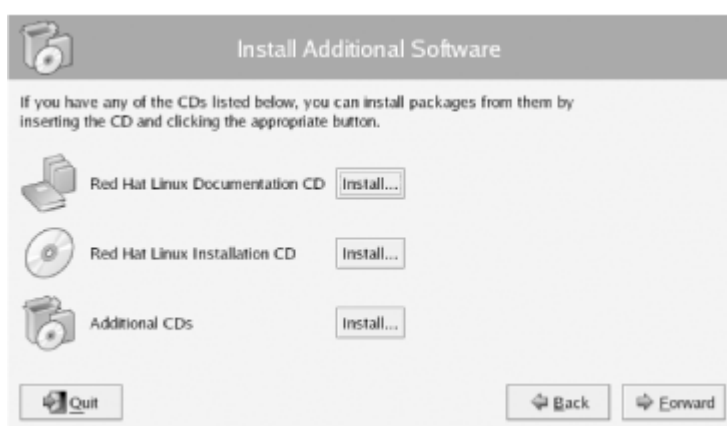 Install Additional Software
If you have any of the CDs listed below, you can install packages from them by
inserting the CD and clicking the appropriate button.
Red Hat Linux Documentation CD Install...
Red Hat Linux Installation CD Install...
Additional CDs Install...
Quit Back Forward